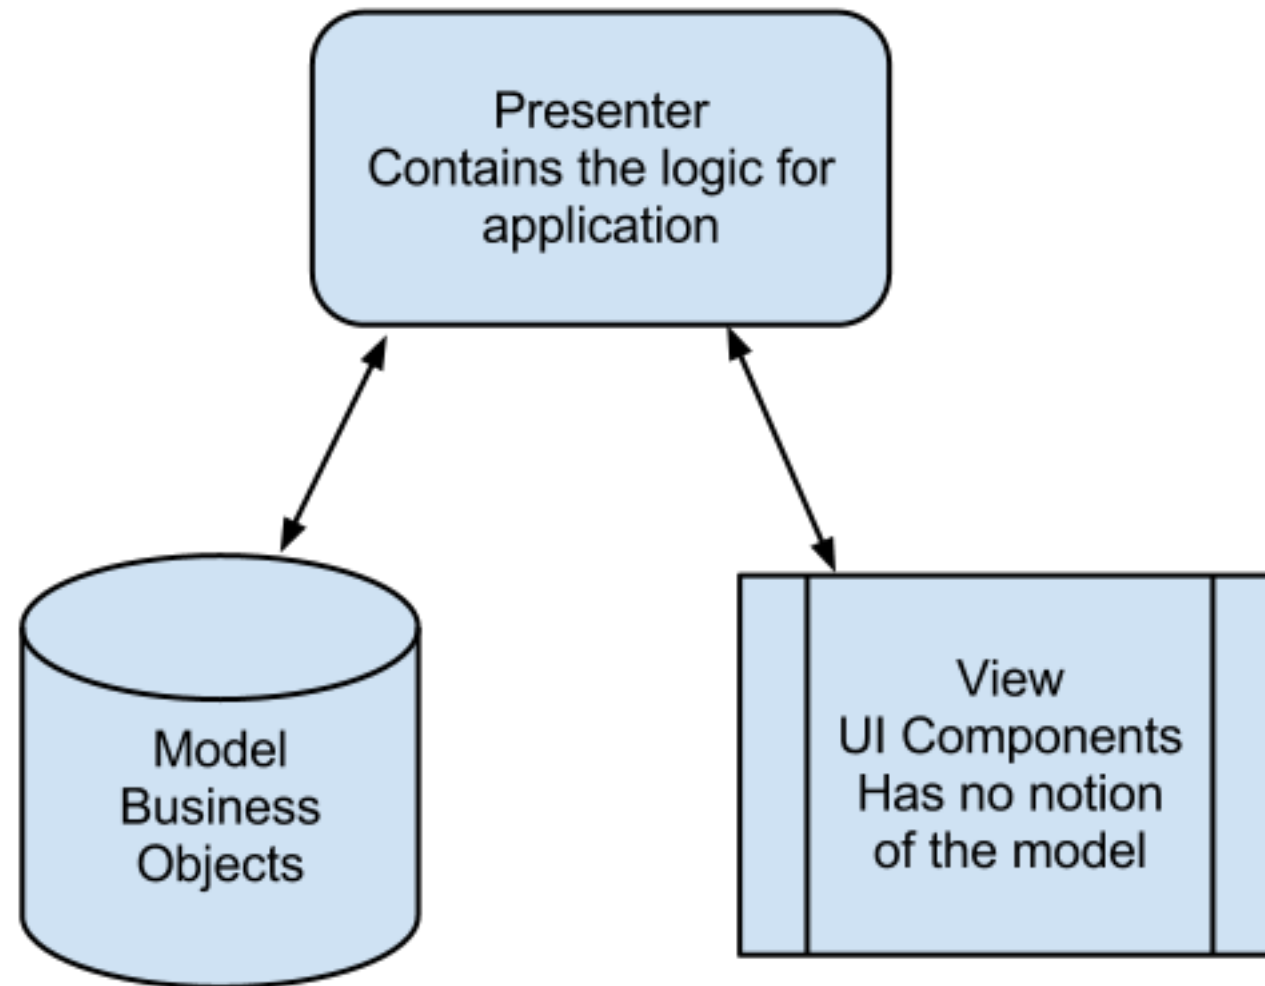 Presenter
Contains the logic for
application
Model
Business
Objects
View
UI Components
Has no notion
of the model